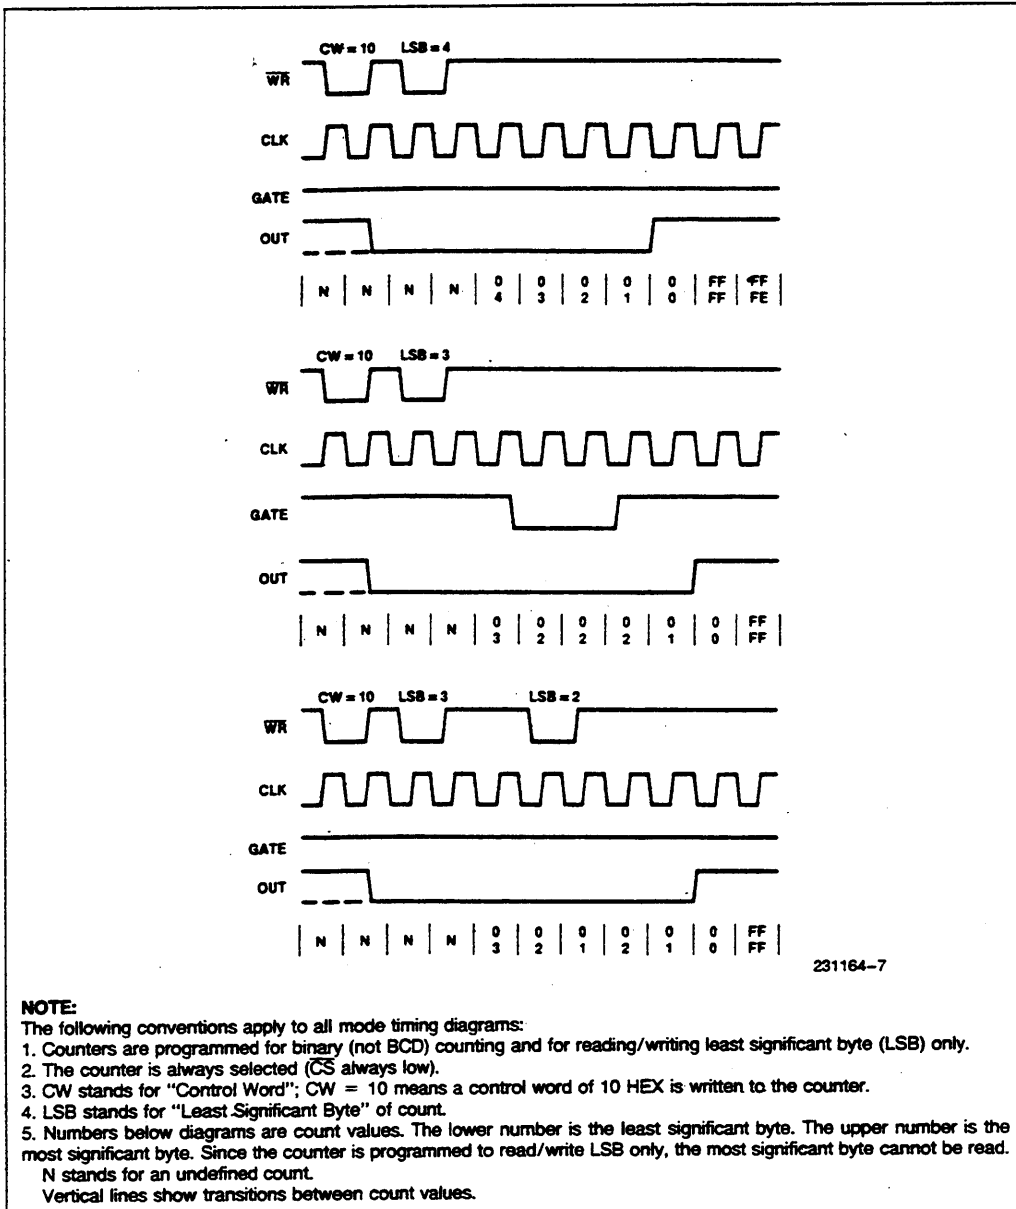 CW = 10 LSB = 4
WR
CLK
GATE
OUT
N N N N 0 0 0 0 0 FF FF
4 3 2 1 0 FF FE
CW = 10 LSB = 3
WR
CLK
GATE
OUT
N N N N 0 0 0 0 0 0 FF
3 2 2 2 1 0 FF
CW = 10 LSB = 3 LSB = 2
WR
CLK
GATE
OUT
N N N N 0 0 0 0 0 0 FF
3 2 1 2 1 0 FF
231164-7
NOTE:
The following conventions apply to all mode timing diagrams:
1. Counters are programmed for binary (not BCD) counting and for reading/writing least significant byte (LSB) only.
2. The counter is always selected (CS always low).
3. CW stands for "Control Word"; CW = 10 means a control word of 10 HEX is written to the counter.
4. LSB stands for "Least Significant Byte" of count.
5. Numbers below diagrams are count values. The lower number is the least significant byte. The upper number is the
most significant byte. Since the counter is programmed to read/write LSB only, the most significant byte cannot be read.
N stands for an undefined count.
Vertical lines show transitions between count values.